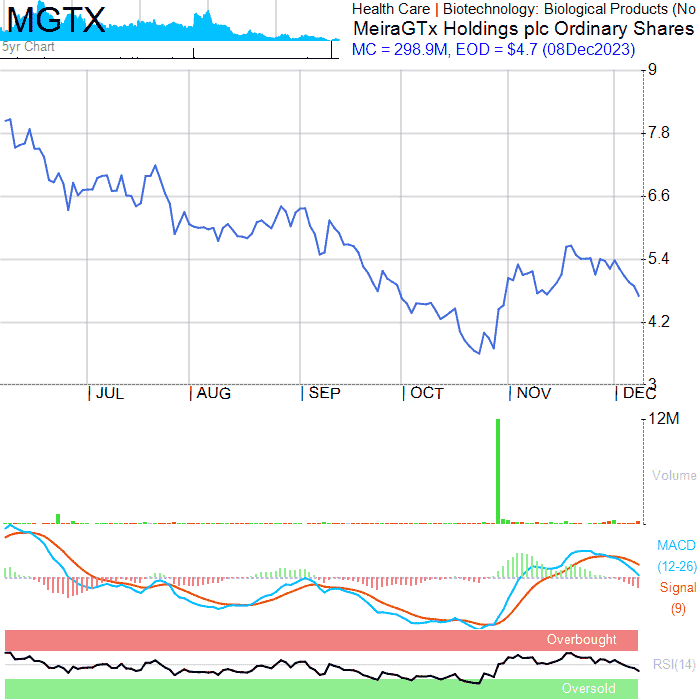 MGTX
5yr Chart
Health Care | Biotechnology: Biological Products (No
MeiraGTx Holdings plc Ordinary Shares
MC = 298.9M, EOD = $4.7 (08Dec2023)
9
7.8
6.6
5.4
4.2
3
JUL AUG SEP OCT NOV DEC
12M
Volume
MACD
(12-26)
Signal
(9)
Overbought
RSI(14)
Oversold